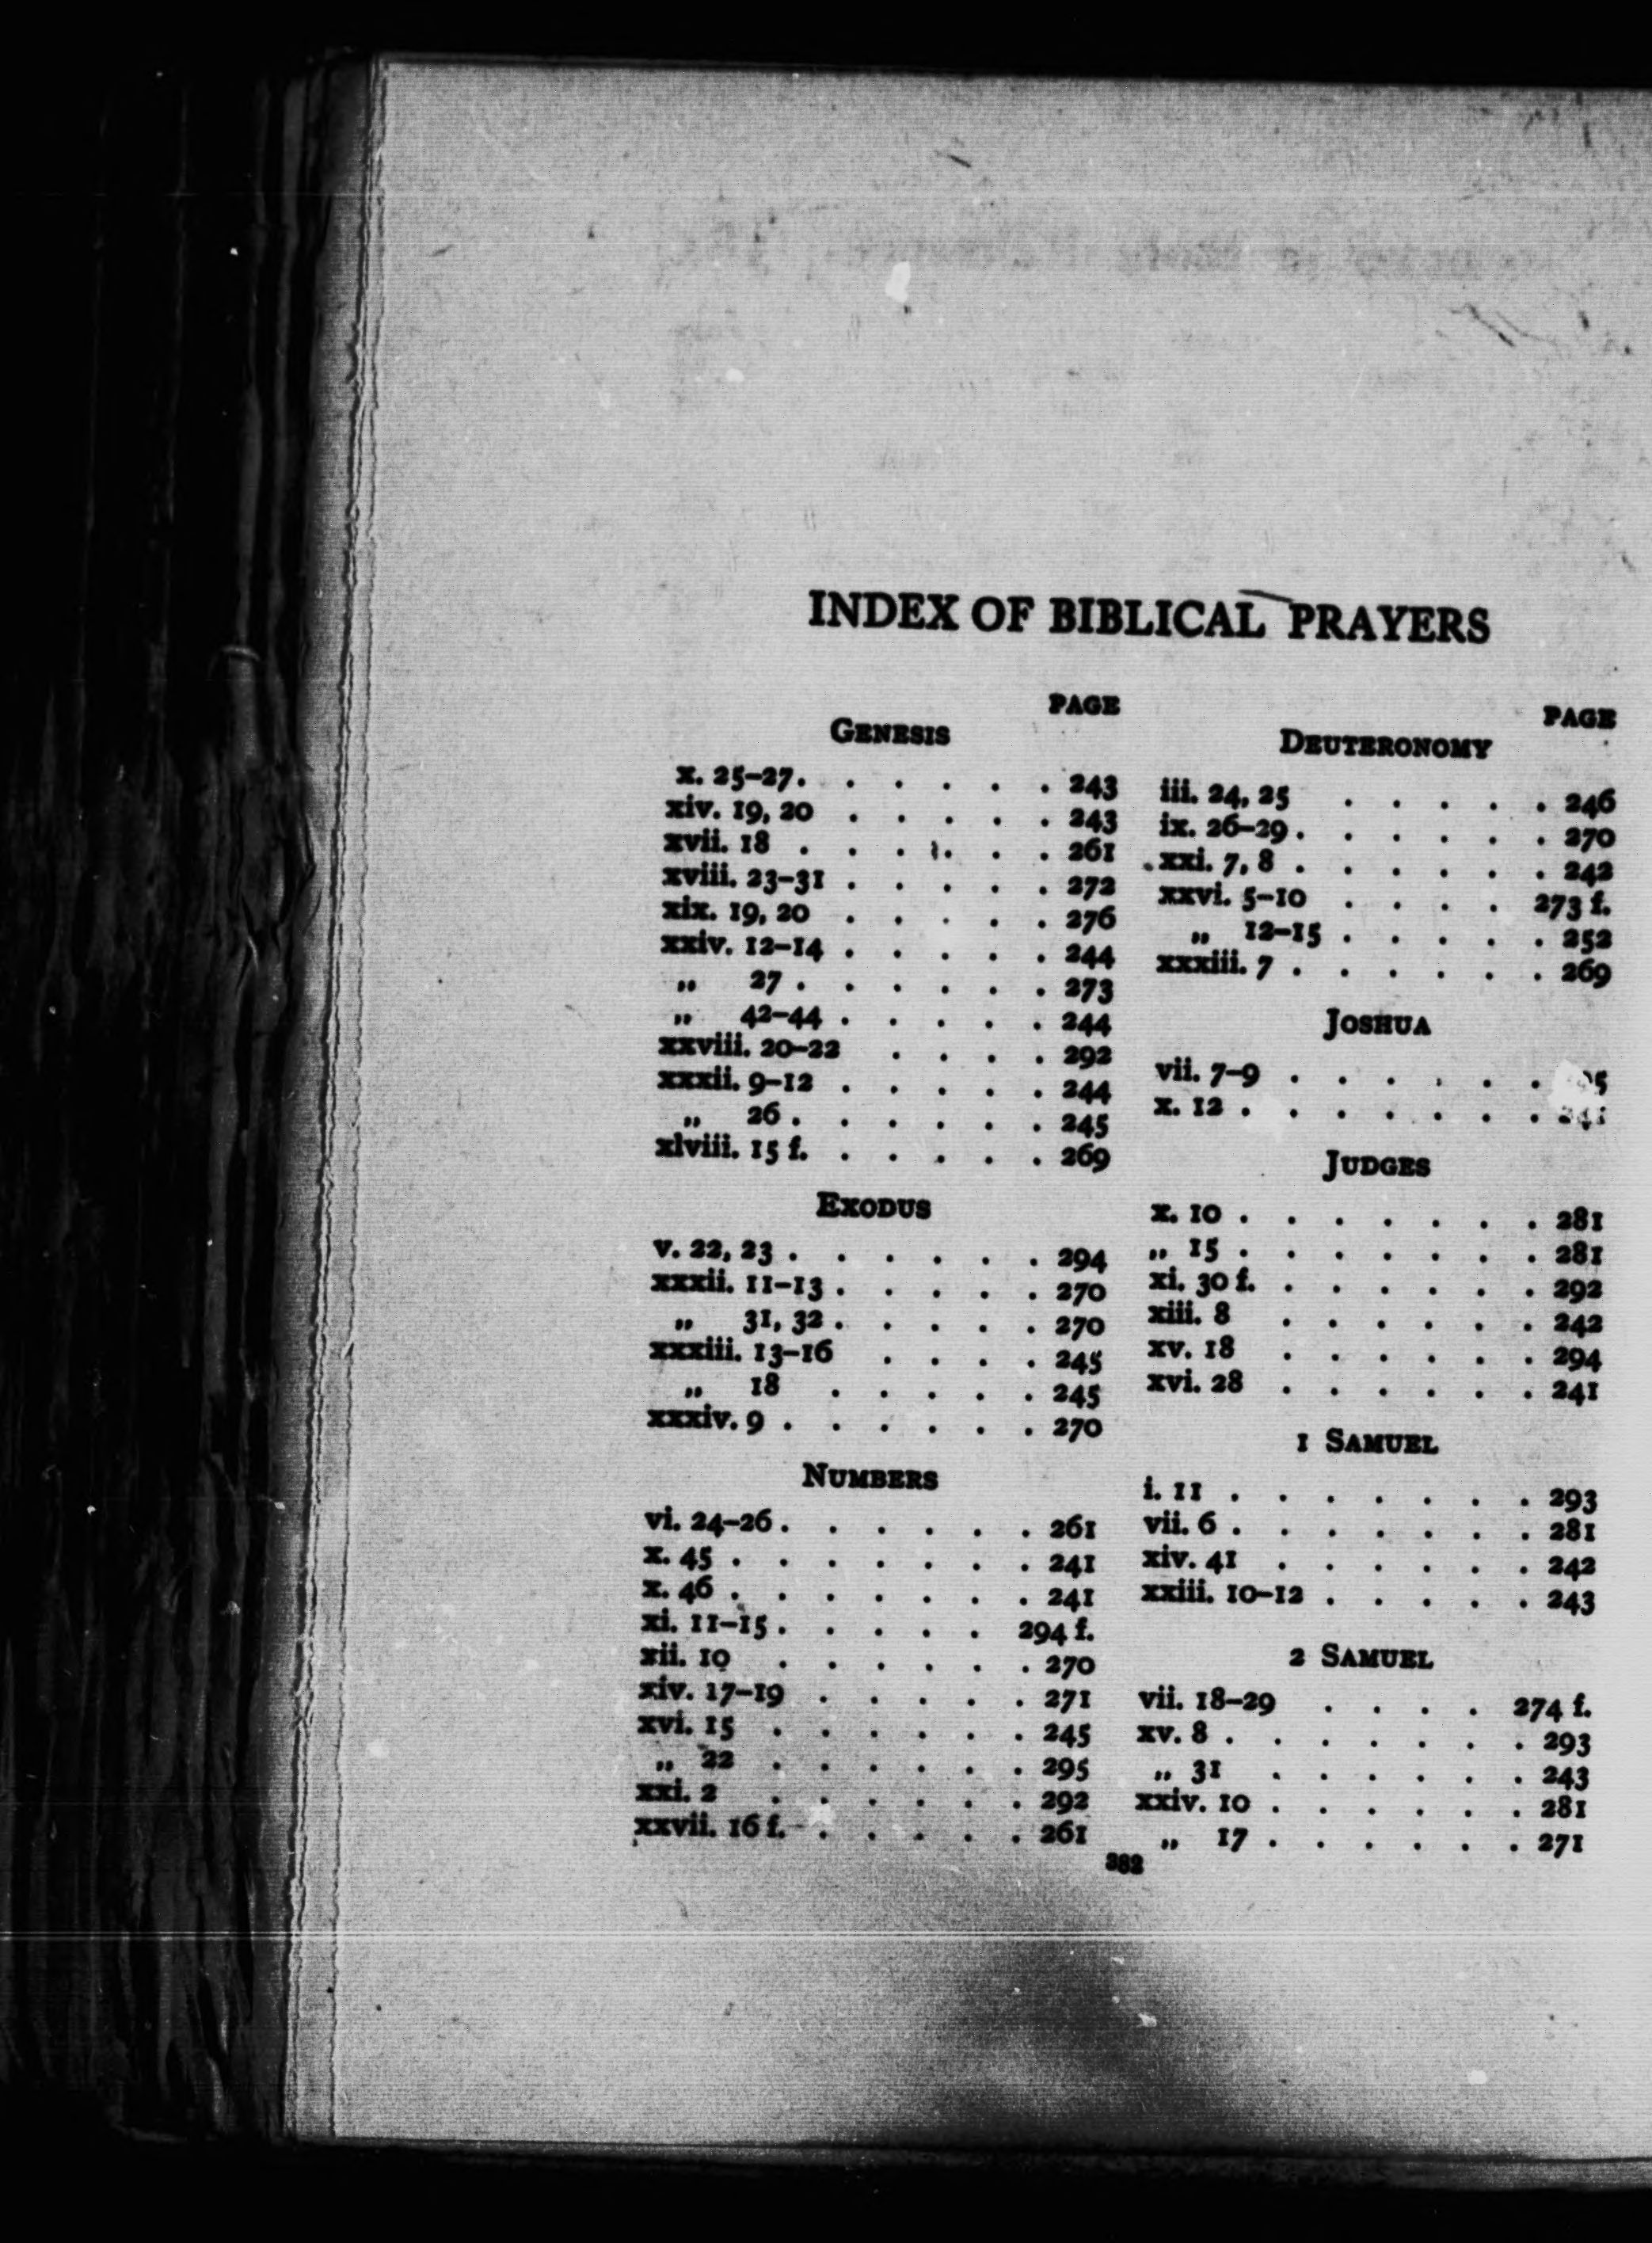 INDEX OF BIBLICAL PRAYERS
PAGE
GENESIS
x. 25-27 . . . . . . 243
xiv. 19, 20 . . . . . 243
xvii. 18 . . . . . . 261
xviii. 23-31 . . . . . 272
xix. 19, 20 . . . . . 276
xxiv. 12-14 . . . . . 244
„ 27 . . . . . . 273
„ 42-44 . . . . . 244
xxviii. 20-22 . . . . 292
xxxii. 9-12 . . . . . 244
„ 26 . . . . . . 245
xlviii. 15 f. . . . . . 269
EXODUS
v. 22, 23 . . . . . . 294
xxxii. 11-13 . . . . . 270
„ 31, 32 . . . . . 270
xxxiii. 13-16 . . . . 245
„ 18 . . . . . 245
xxxiv. 9 . . . . . . 270
NUMBERS
vi. 24-26 . . . . . . 261
x. 45 . . . . . . . 241
x. 46 . . . . . . . 241
xi. 11-15 . . . . . 294 f.
xii. 10 . . . . . . 270
xiv. 17-19 . . . . . 271
xvi. 15 . . . . . . 245
„ 22 . . . . . . 295
xxi. 2 . . . . . . 292
xxvii. 16 f. . . . . . 261
PAGE
DEUTERONOMY
iii. 24, 25 . . . . . 246
ix. 26-29 . . . . . . 270
xxi. 7, 8 . . . . . . 242
xxvi. 5-10 . . . . 273 f.
„ 12-15 . . . . . 252
xxxiii. 7 . . . . . . 269
JOSHUA
vii. 7-9 . . . . . .
x. 12 . . . . . . .
JUDGES
x. 10 . . . . . . . 281
„ 15 . . . . . . . 281
xi. 30 f. . . . . . . 292
xiii. 8 . . . . . . 242
xv. 18 . . . . . . 294
xvi. 28 . . . . . . 241
1 SAMUEL
i. 11 . . . . . . . 293
vii. 6 . . . . . . . 281
xiv. 41 . . . . . . 242
xxiii. 10-12 . . . . . 243
2 SAMUEL
vii. 18-29 . . . . 274 f.
xv. 8 . . . . . . . 293
„ 31 . . . . . . 243
xxiv. 10 . . . . . . 281
„ 17 . . . . . . 271
382